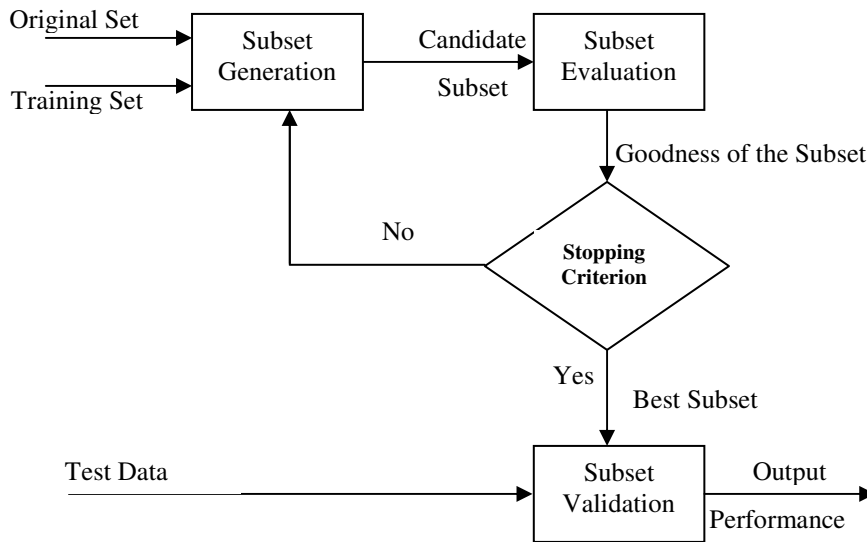 Original Set
Training Set
Subset
Generation
Candidate
Subset
Subset
Evaluation
Goodness of the Subset
No
Stopping
Criterion
Yes
Best Subset
Test Data
Subset
Validation
Output
Performance